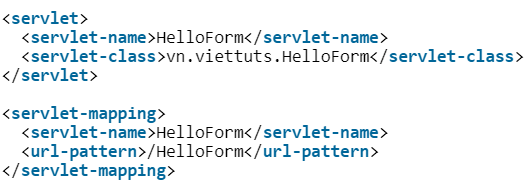 <servlet>
  <servlet-name>HelloForm</servlet-name>
  <servlet-class>vn.viettuts.HelloForm</servlet-class>
</servlet>

<servlet-mapping>
  <servlet-name>HelloForm</servlet-name>
  <url-pattern>/HelloForm</url-pattern>
</servlet-mapping>